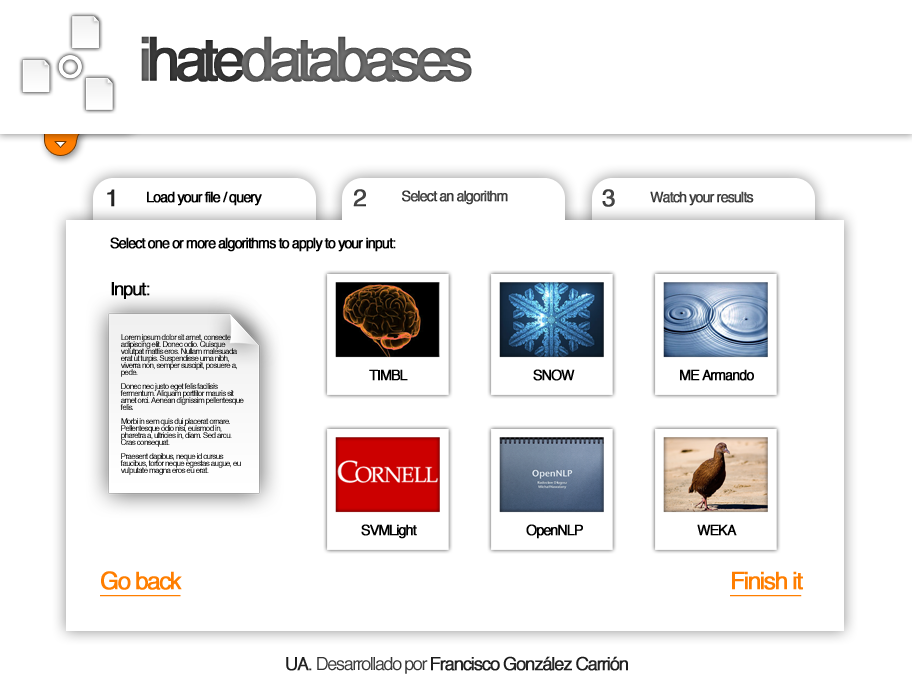 ihatedatabases
1 Load your file / query
2 Select an algorithm
3 Watch your results
Select one or more algorithms to apply to your input:
Input:
Lorem ipsum dolor sit amet, consecte
adipiscing elit. Donec odio. Quisque
volutpat mattis eros. Nullam malesuada
erat ut turpis. Suspendisse urna nibh,
viverra non, semper suscipit, posuere a,
pede.
Donec nec justo eget felis facilisis
fermentum. Aliquam porttitor mauris sit
amet orci. Aenean dignissim pellentesque
felis.
Morbi in sem quis dui placerat ornare.
Pellentesque odio nisi, euismod in,
pharetra a, ultricies in, diam. Sed arcu.
Cras consequat.
Praesent dapibus, neque id cursus
faucibus, tortor neque egestas augue, eu
vulputate magna eros eu erat.
TIMBL
SNOW
ME Armando
CORNELL
SVMLight
OpenNLP
OpenNLP
WEKA
Go back
Finish it
UA. Desarrollado por Francisco González Carrión